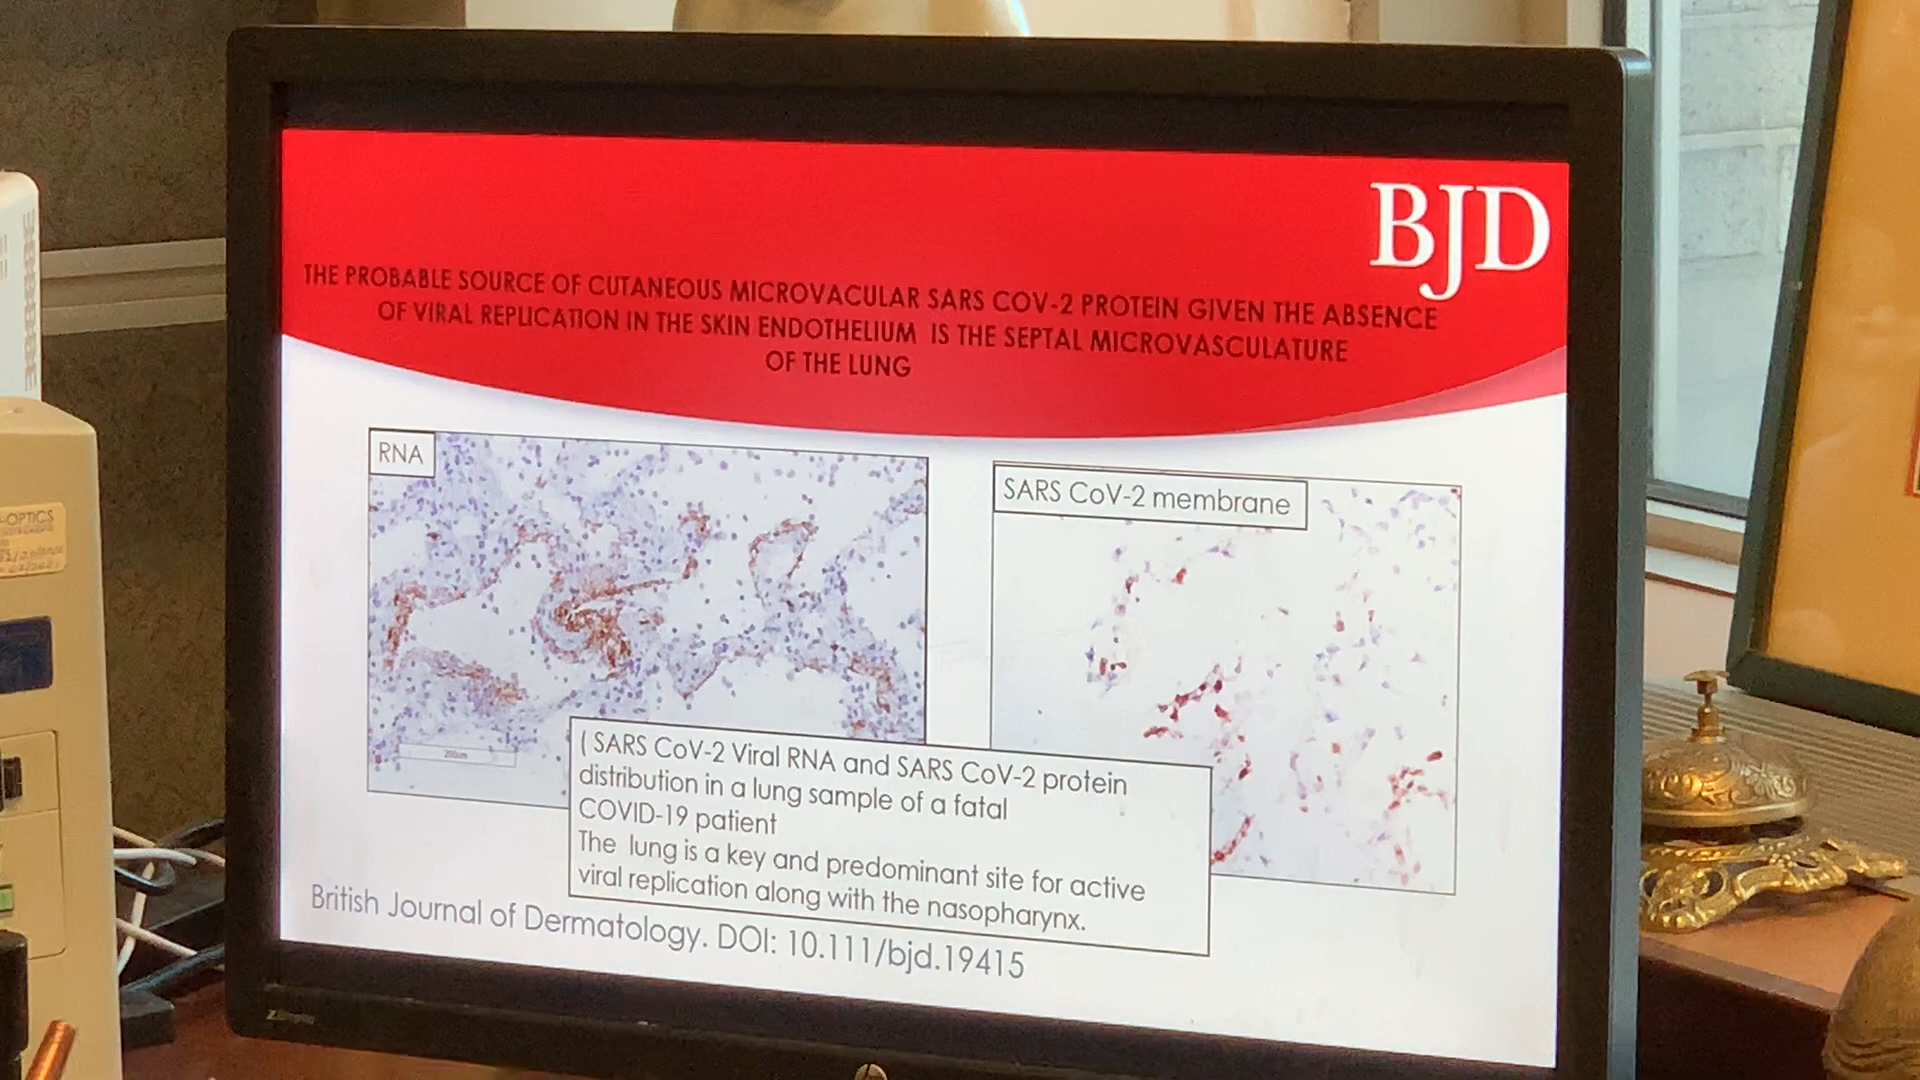 BJD
THE PROBABLE SOURCE OF CUTANEOUS MICROVACULAR SARS COV-2 PROTEIN GIVEN THE ABSENCE
OF VIRAL REPLICATION IN THE SKIN ENDOTHELIUM IS THE SEPTAL MICROVASCULATURE
OF THE LUNG
RNA
SARS CoV-2 membrane
200um
( SARS CoV-2 Viral RNA and SARS CoV-2 protein
distribution in a lung sample of a fatal
COVID-19 patient
The lung is a key and predominant site for active
viral replication along with the nasopharynx.
British Journal of Dermatology. DOI: 10.111/bjd.19415
-OPTICS